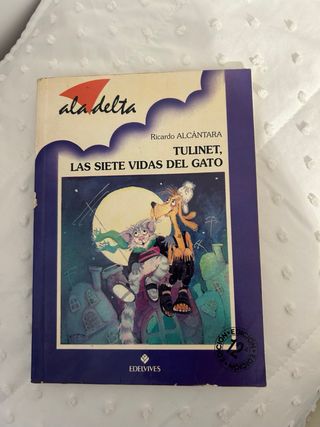 ala delta
Ricardo ALCÁNTARA
TULINET,
LAS SIETE VIDAS DEL GATO
EDELVIVES